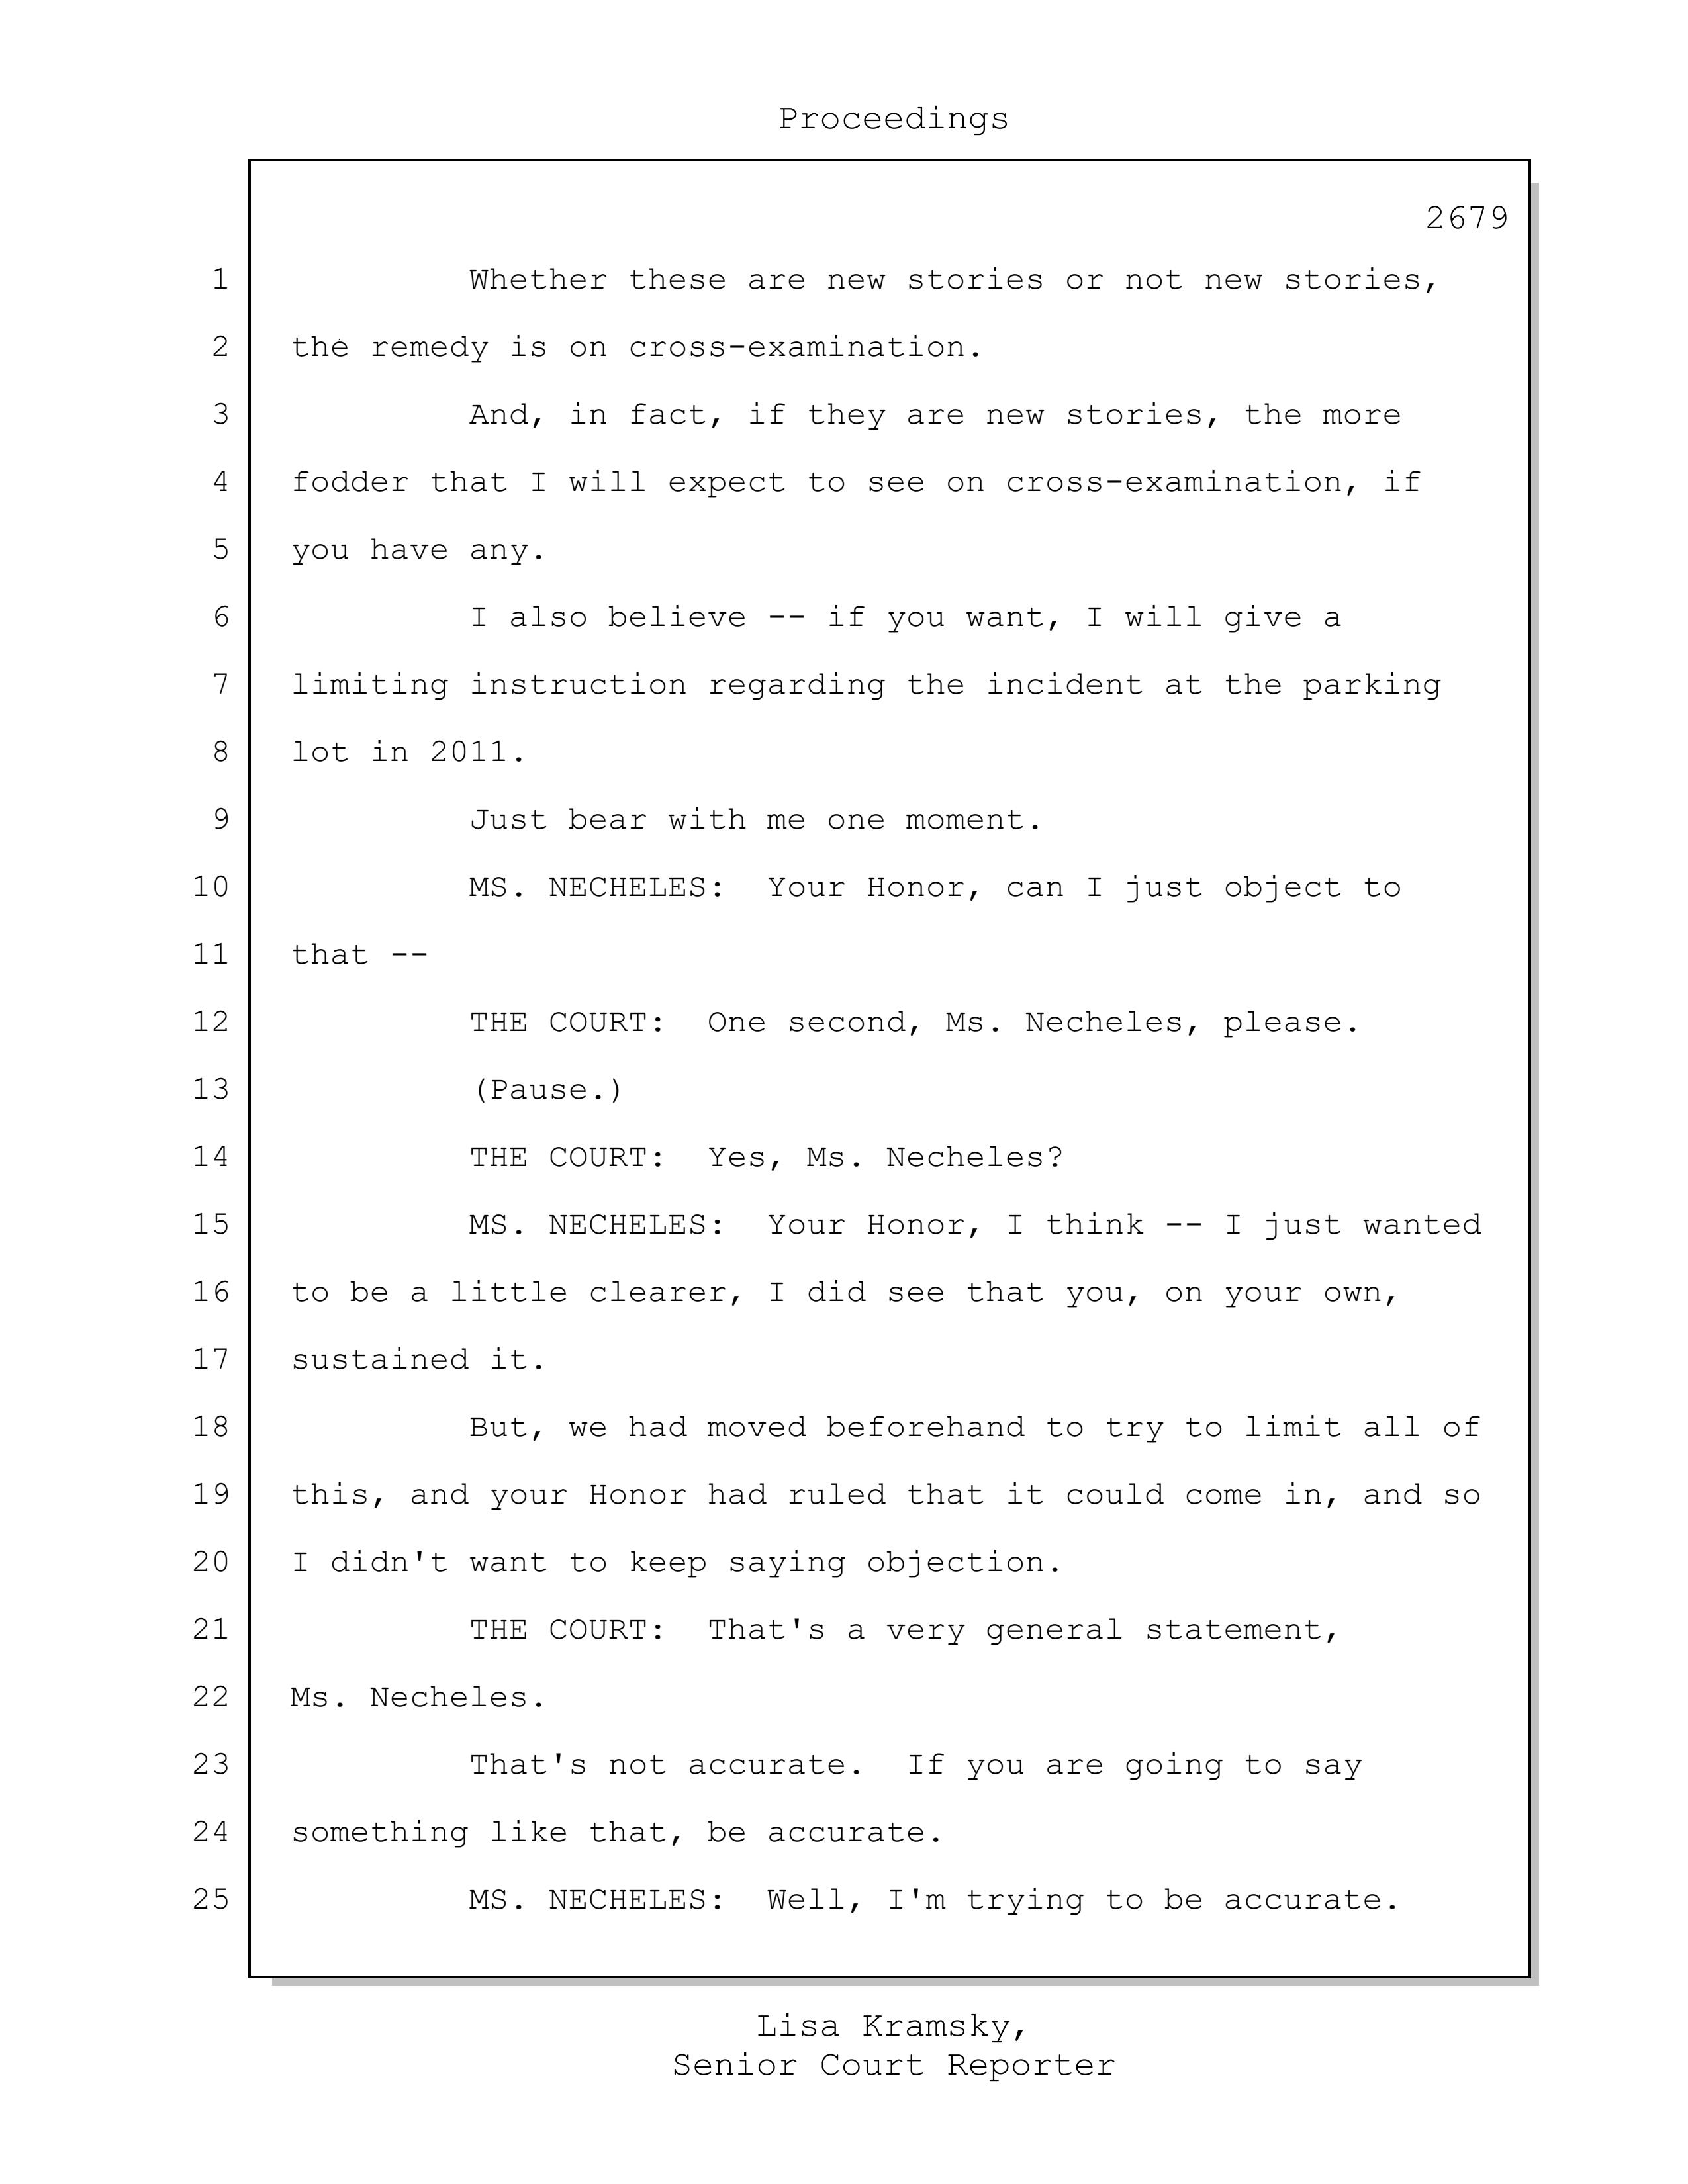 Proceedings
2679
1 Whether these are new stories or not new stories,
2 the remedy is on cross-examination.
3 And, in fact, if they are new stories, the more
4 fodder that I will expect to see on cross-examination, if
5 you have any.
6 I also believe -- if you want, I will give a
7 limiting instruction regarding the incident at the parking
8 lot in 2011.
9 Just bear with me one moment.
10 MS. NECHELES:  Your Honor, can I just object to
11 that --
12 THE COURT:  One second, Ms. Necheles, please.
13 (Pause.)
14 THE COURT:  Yes, Ms. Necheles?
15 MS. NECHELES:  Your Honor, I think -- I just wanted
16 to be a little clearer, I did see that you, on your own,
17 sustained it.
18 But, we had moved beforehand to try to limit all of
19 this, and your Honor had ruled that it could come in, and so
20 I didn't want to keep saying objection.
21 THE COURT:  That's a very general statement,
22 Ms. Necheles.
23 That's not accurate.  If you are going to say
24 something like that, be accurate.
25 MS. NECHELES:  Well, I'm trying to be accurate.
Lisa Kramsky,
Senior Court Reporter